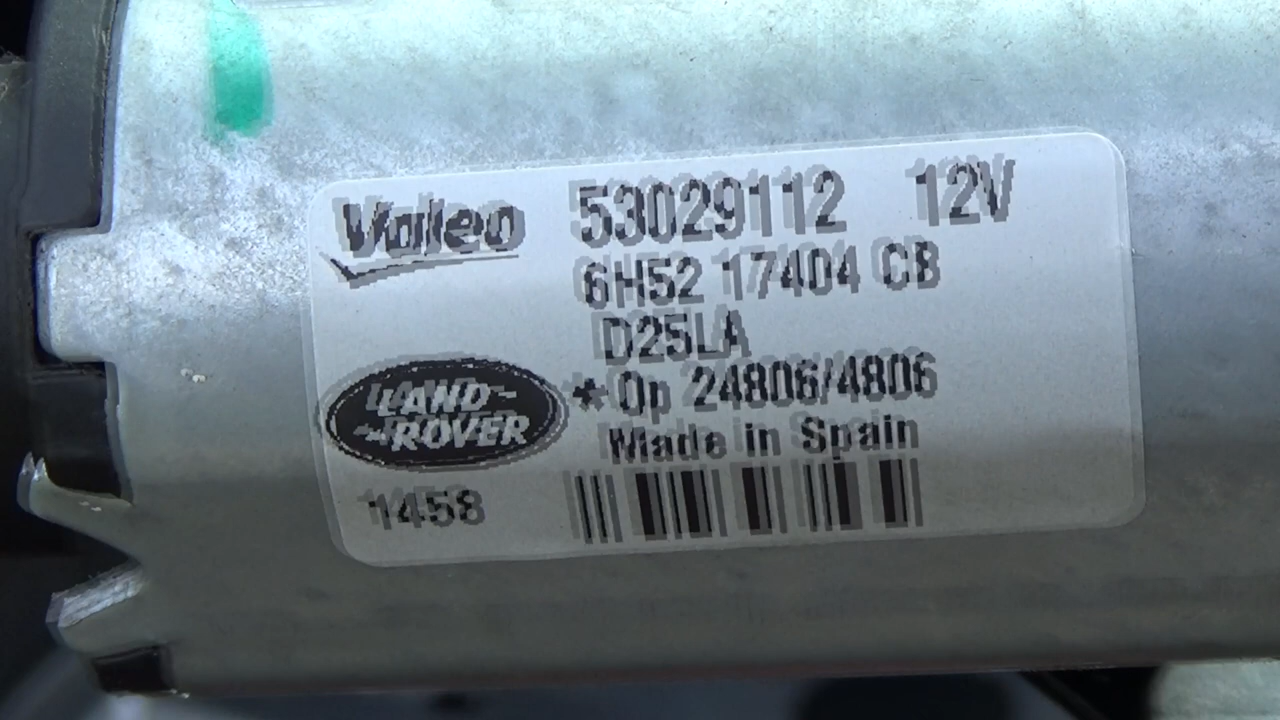 Valeo 53029112 12V
6H52 17404 CB
D25LA
LAND
ROVER
*Op 24806/4806
Made in Spain
1458